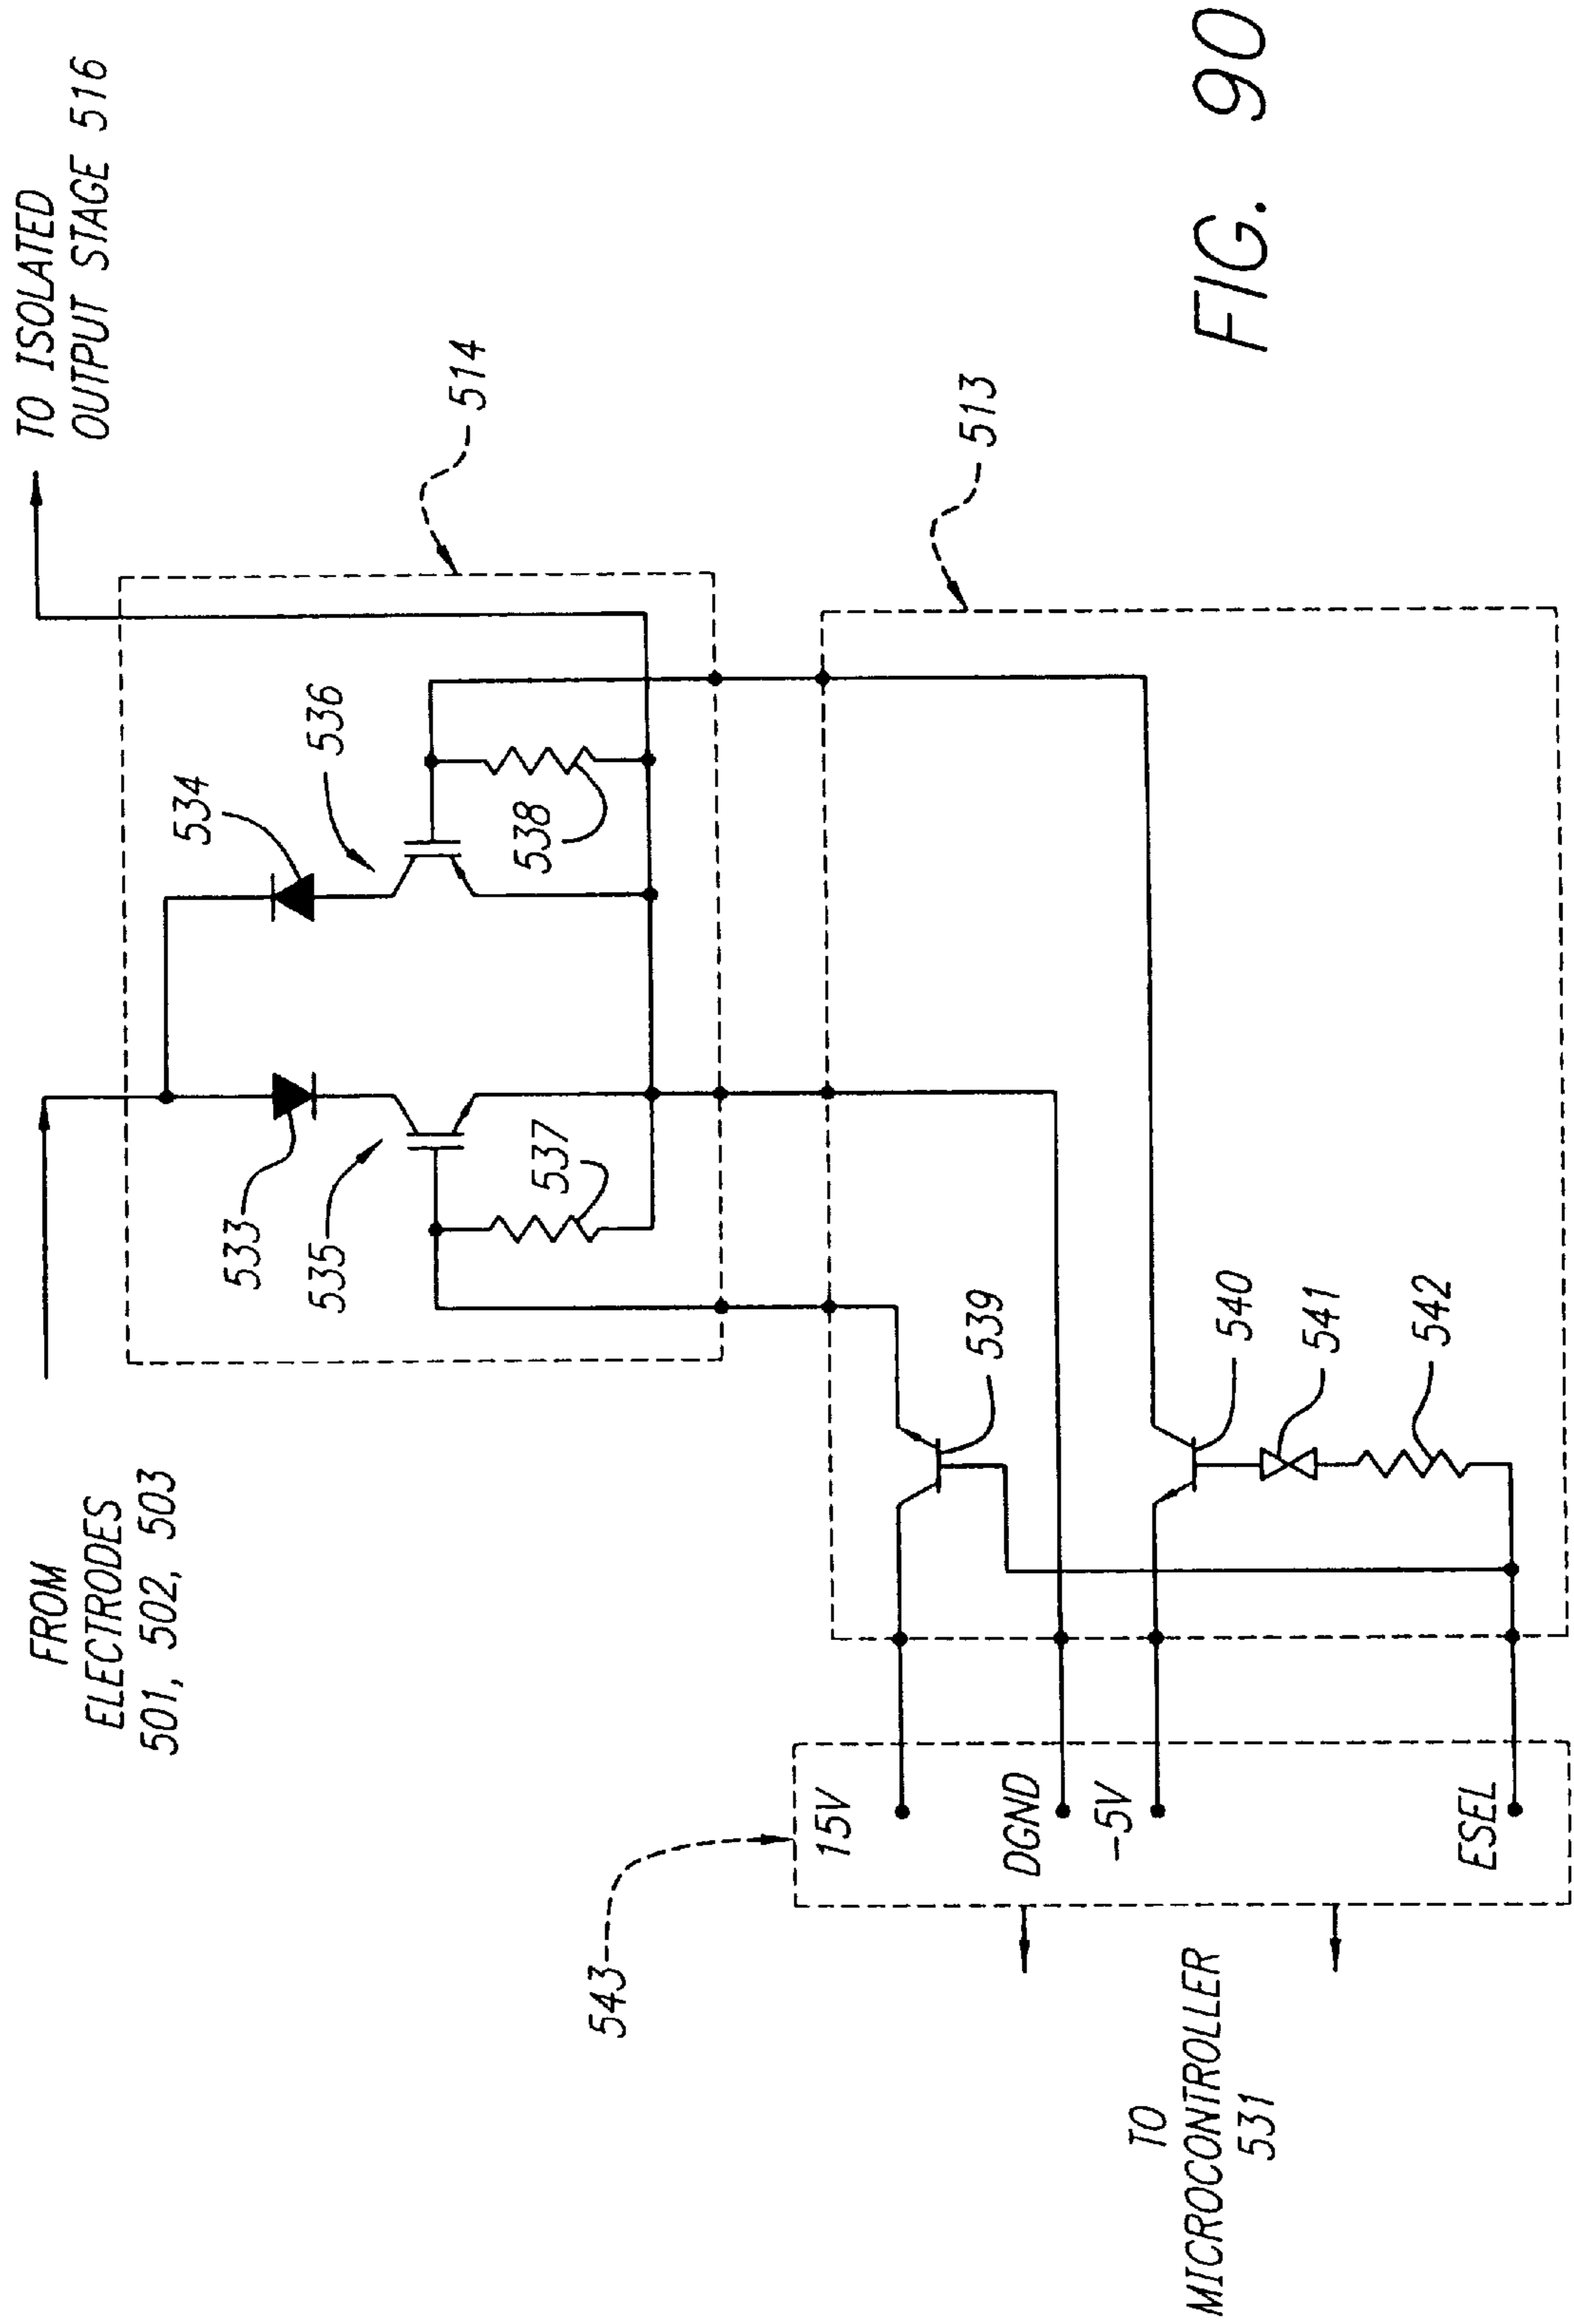 FROM
ELECTRODES
501, 502, 503
TO ISOLATED
OUTPUT STAGE 516
533
534
535
536
537
538
514
513
539
540
541
542
543
15V
DGND
-5V
ESEL
TO
MICROCONTROLLER
531
FIG. 90